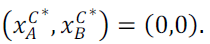 (x_A^{C*}, x_B^{C*}) = (0,0).